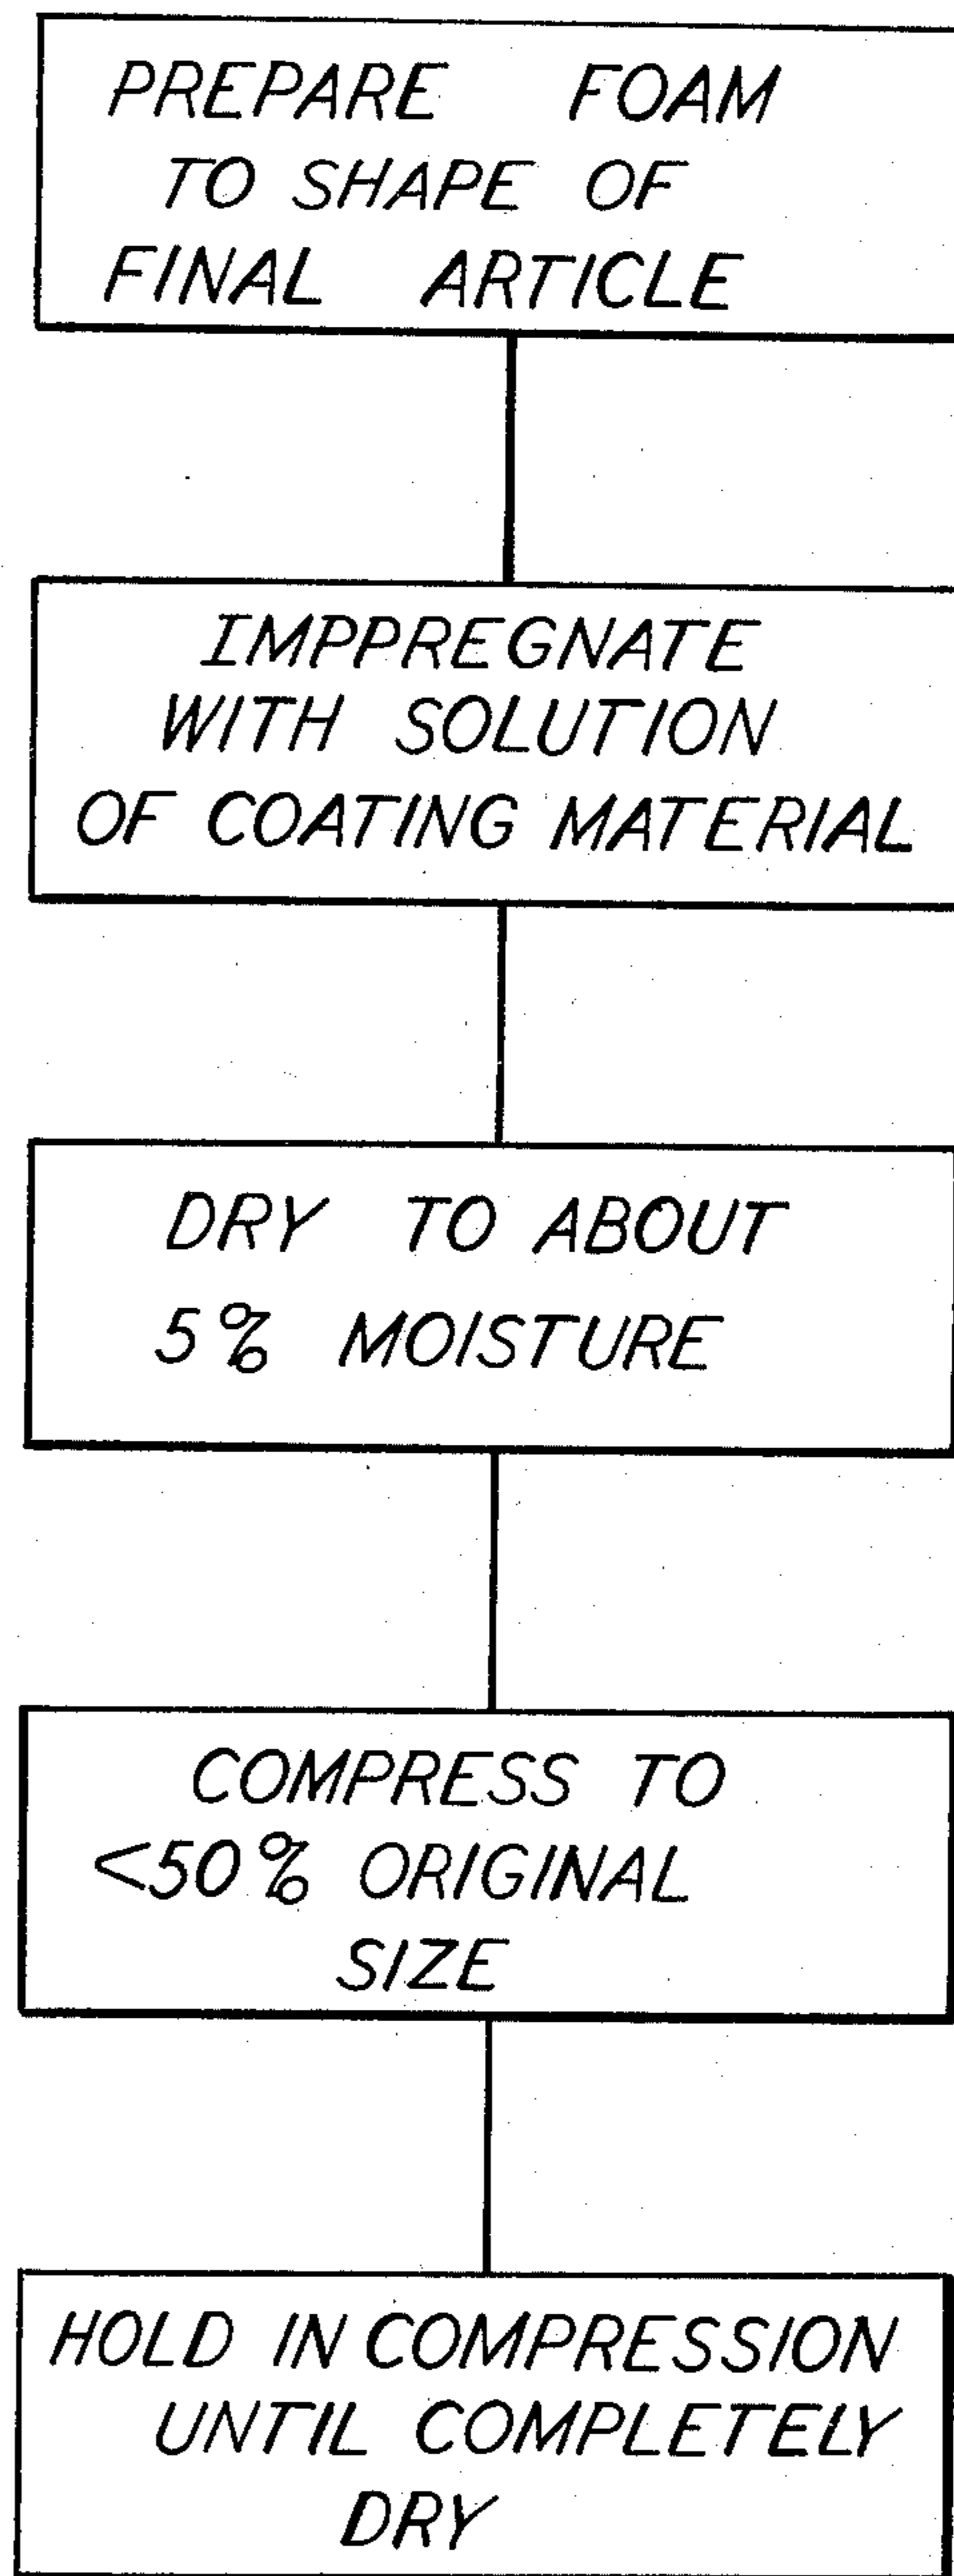 PREPARE FOAM
TO SHAPE OF
FINAL ARTICLE
IMPPREGNATE
WITH SOLUTION
OF COATING MATERIAL
DRY TO ABOUT
5% MOISTURE
COMPRESS TO
<50% ORIGINAL
SIZE
HOLD IN COMPRESSION
UNTIL COMPLETELY
DRY